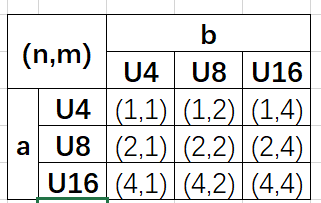 (n,m) b
U4 U8 U16
a U4 (1,1) (1,2) (1,4)
U8 (2,1) (2,2) (2,4)
U16 (4,1) (4,2) (4,4)